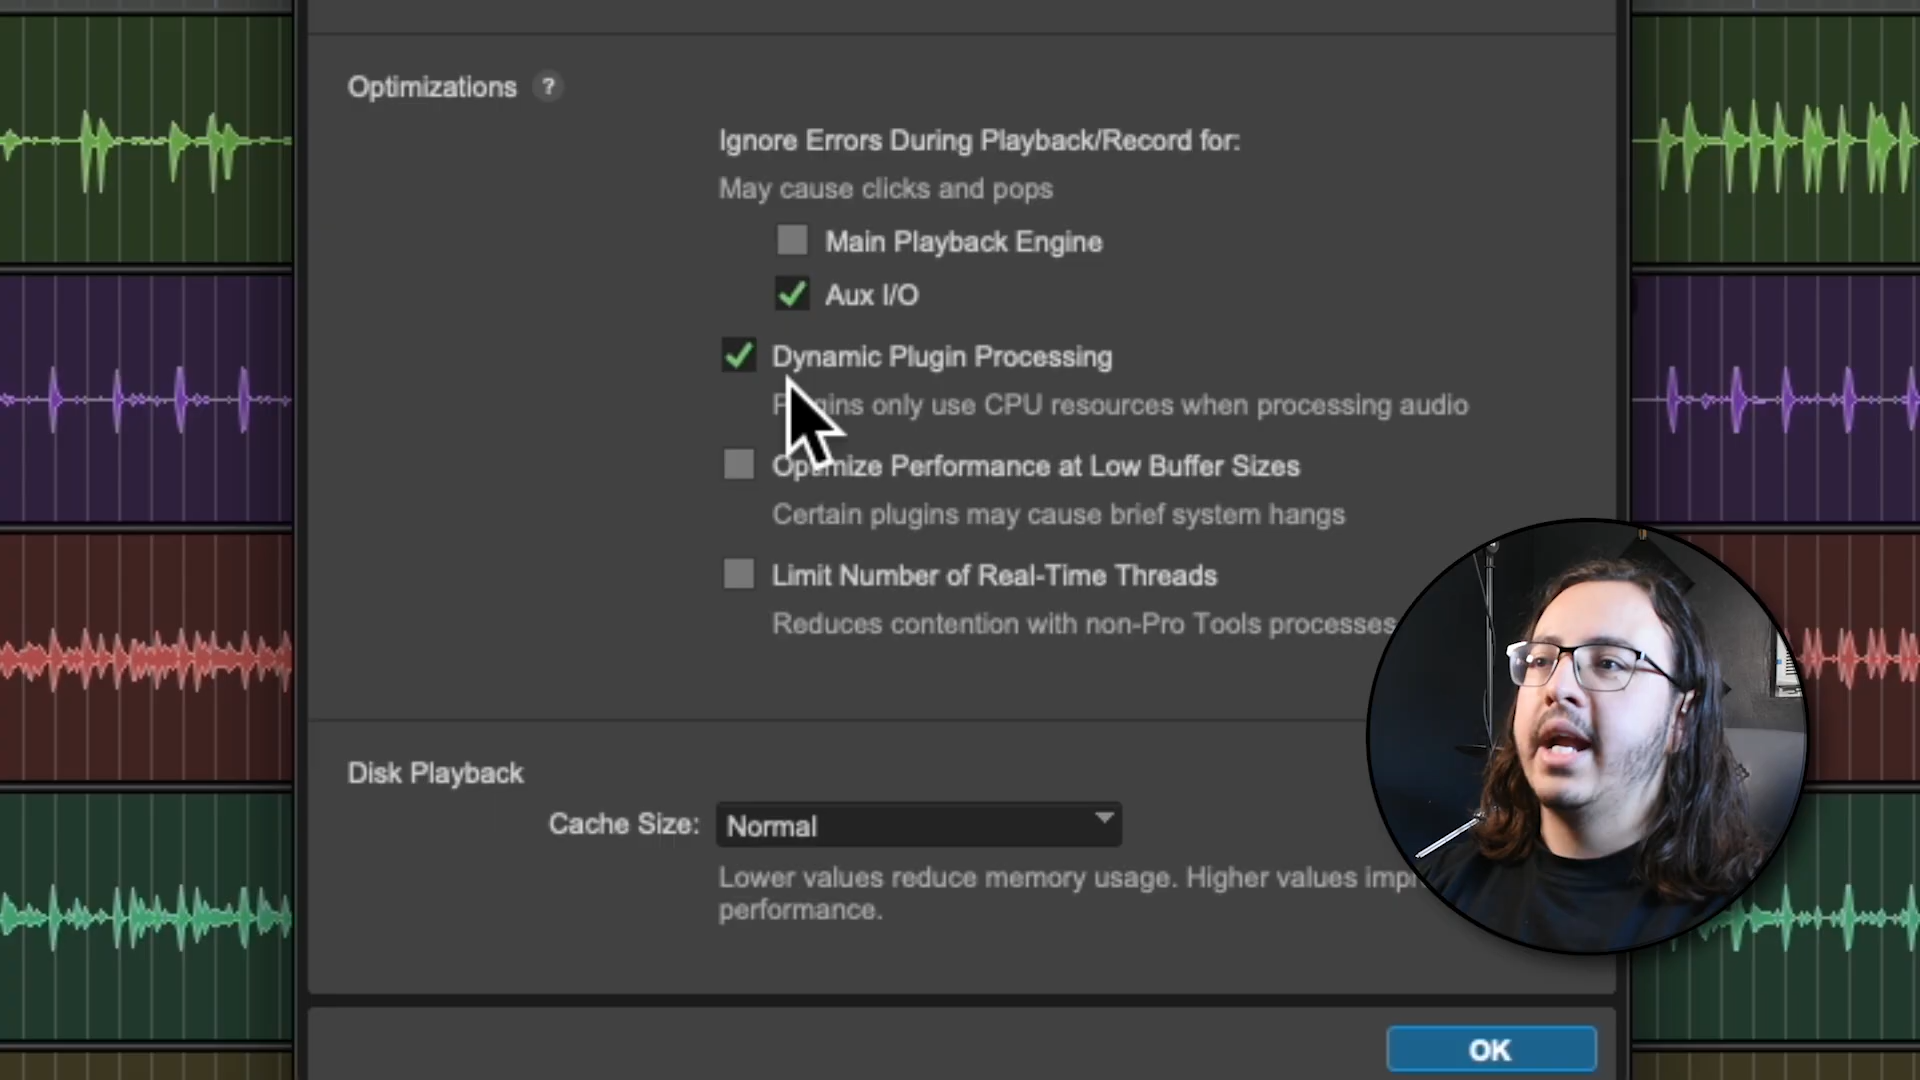 Optimizations ?
Ignore Errors During Playback/Record for:
May cause clicks and pops
Main Playback Engine
Aux I/O
Dynamic Plugin Processing
Plugins only use CPU resources when processing audio
Optimize Performance at Low Buffer Sizes
Certain plugins may cause brief system hangs
Limit Number of Real-Time Threads
Reduces contention with non-Pro Tools processes
Disk Playback
Cache Size: Normal
Lower values reduce memory usage. Higher values
performance.
OK